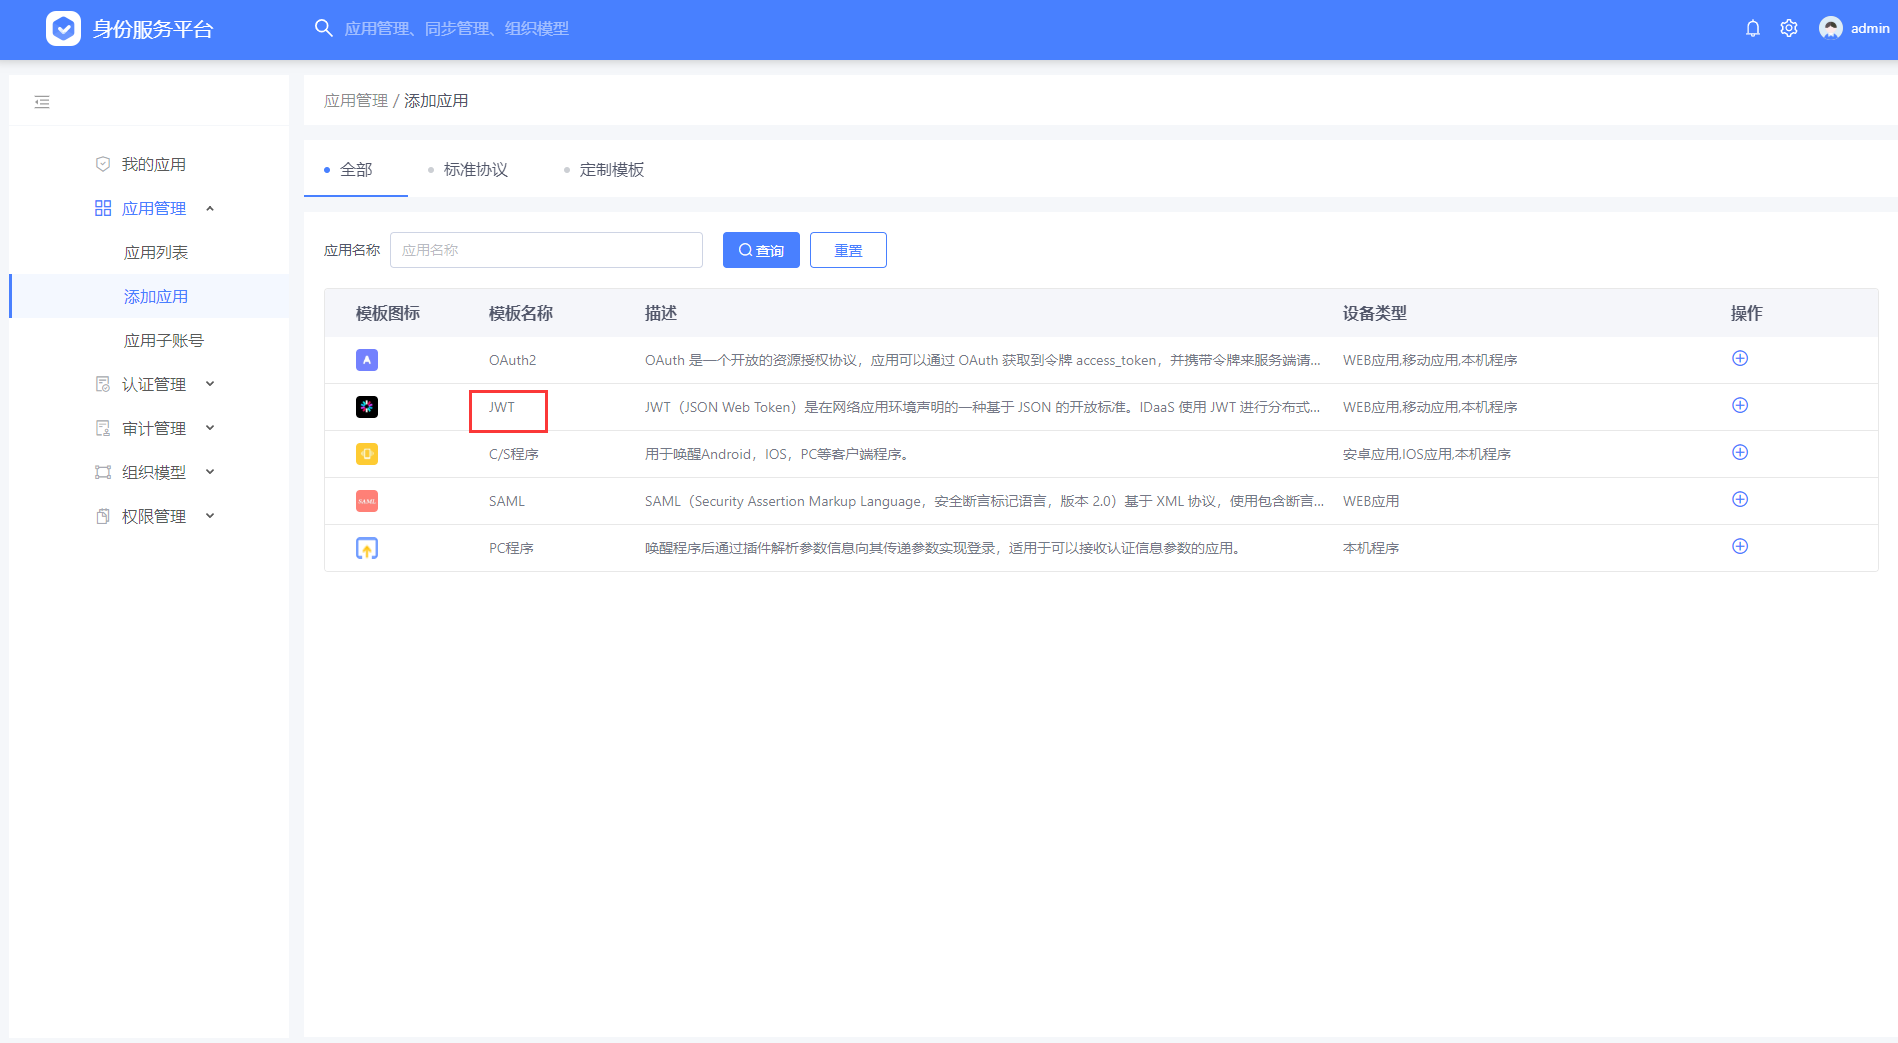 身份服务平台
应用管理、同步管理、组织模型
admin
应用管理 / 添加应用
我的应用
应用管理
应用列表
添加应用
应用子账号
认证管理
审计管理
组织模型
权限管理
全部 标准协议 定制模板
应用名称 应用名称 查询 重置
模板图标 模板名称 描述 设备类型 操作
A OAuth2 OAuth 是一个开放的资源授权协议，应用可以通过 OAuth 获取到令牌 access_token，并携带令牌来服务端请... WEB应用,移动应用,本机程序
JWT JWT（JSON Web Token）是在网络应用环境声明的一种基于 JSON 的开放标准。IDaaS 使用 JWT 进行分布式... WEB应用,移动应用,本机程序
C/S程序 用于唤醒Android，IOS，PC等客户端程序。 安卓应用,IOS应用,本机程序
SAML SAML SAML（Security Assertion Markup Language，安全断言标记语言，版本 2.0）基于 XML 协议，使用包含断言... WEB应用
PC程序 唤醒程序后通过插件解析参数信息向其传递参数实现登录，适用于可以接收认证信息参数的应用。 本机程序